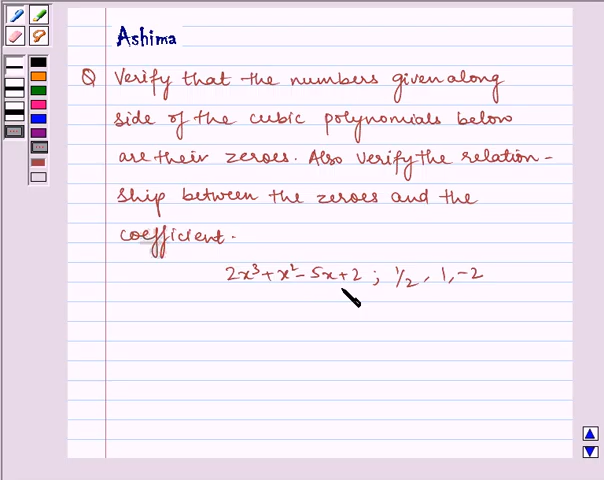 Ashima
Q Verify that the numbers given along
side of the cubic polynomials below
are their zeroes. Also verify the relation-
ship between the zeroes and the
coefficient.
2x³+x²-5x+2 ; 1/2, 1, -2